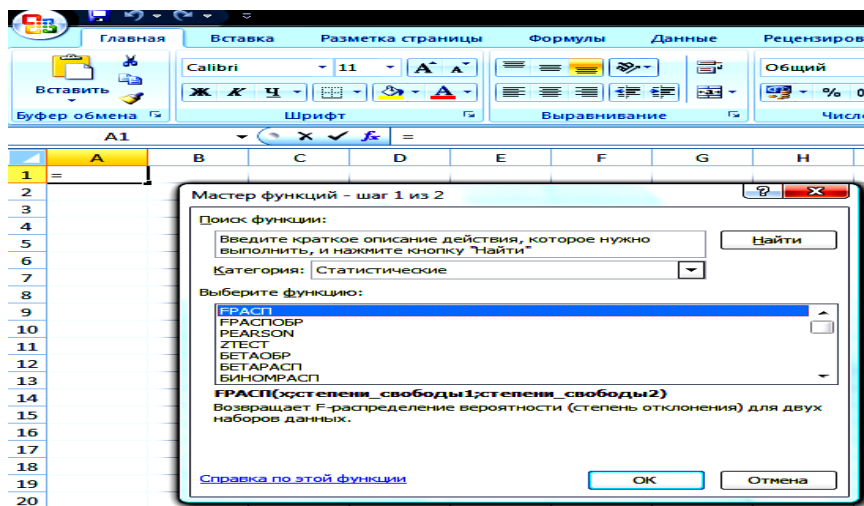 Главная Вставка Разметка страницы Формулы Данные Рецензиров
Вставить
Calibri 11 А А Общий
Ж К Ч % 0
Буфер обмена Шрифт Выравнивание Числ
A1 fx =
A B C D E F G H
1 =
2
3
4
5
6
7
8
9
10
11
12
13
14
15
16
17
18
19
20
Мастер функций - шаг 1 из 2
Поиск функции:
Введите краткое описание действия, которое нужно
выполнить, и нажмите кнопку "Найти"
Найти
Категория: Статистические
Выберите функцию:
FРАСП
FРАСПОБР
PEARSON
ZТЕСТ
БЕТАОБР
БЕТАРАСП
БИНОМРАСП
FРАСП(x;степени_свободы1;степени_свободы2)
Возвращает F-распределение вероятности (степень отклонения) для двух
наборов данных.
Справка по этой функции
ОК Отмена